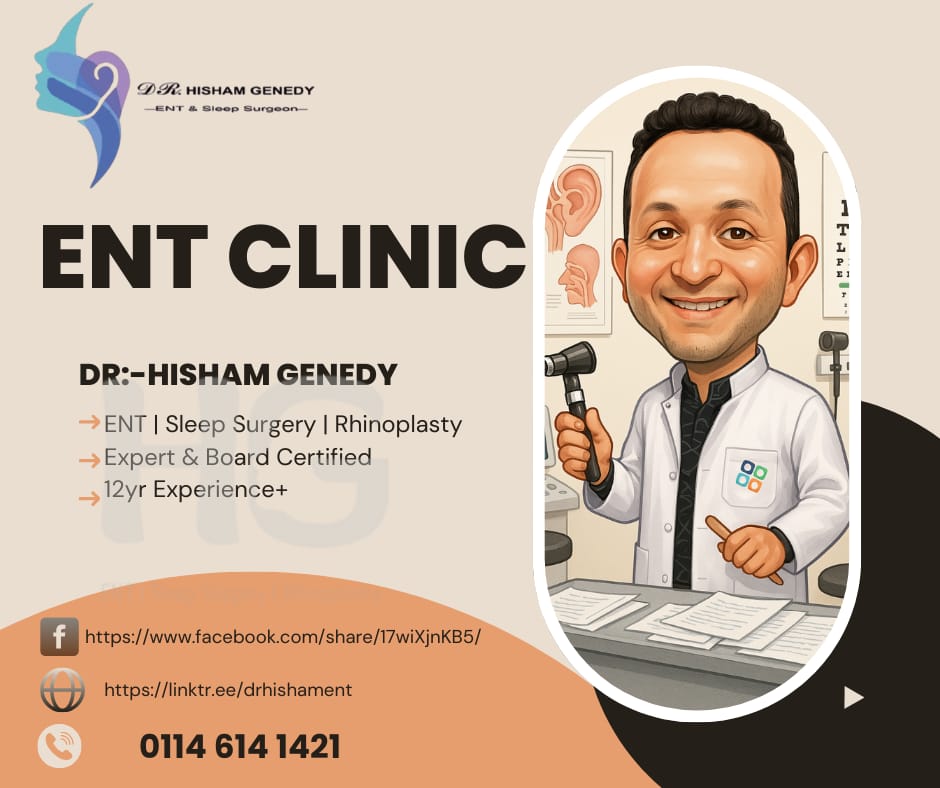 DR. HISHAM GENEDY
ENT & Sleep Surgeon
ENT CLINIC
DR:-HISHAM GENEDY
ENT | Sleep Surgery | Rhinoplasty
Expert & Board Certified
12yr Experience+
HG
https://www.facebook.com/share/17wiXjnKB5/
https://linktr.ee/drhishament
0114 614 1421